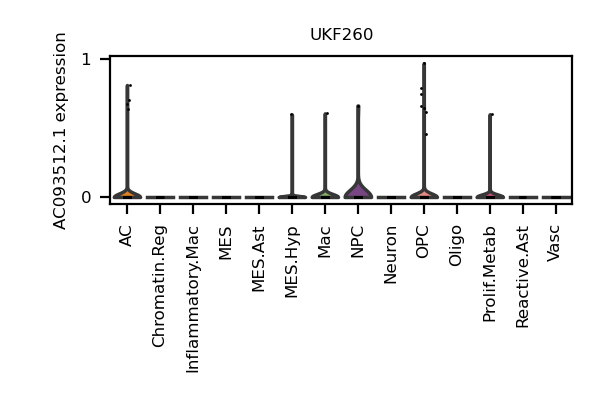 UKF260
AC093512.1 expression
1
0
AC
Chromatin.Reg
Inflammatory.Mac
MES
MES.Ast
MES.Hyp
Mac
NPC
Neuron
OPC
Oligo
Prolif.Metab
Reactive.Ast
Vasc